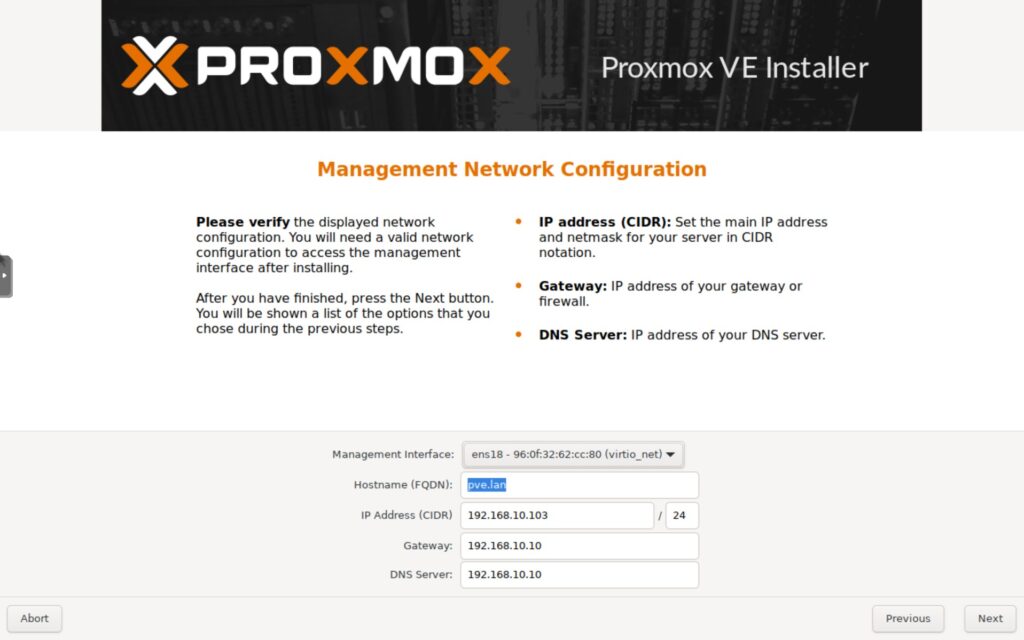 PROXMOX
Proxmox VE Installer
Management Network Configuration
Please verify the displayed network
configuration. You will need a valid network
configuration to access the management
interface after installing.
After you have finished, press the Next button.
You will be shown a list of the options that you
chose during the previous steps.
IP address (CIDR): Set the main IP address
and netmask for your server in CIDR
notation.
Gateway: IP address of your gateway or
firewall.
DNS Server: IP address of your DNS server.
Management Interface: ens18 - 96:0f:32:62:cc:80 (virtio_net)
Hostname (FQDN): pve.lan
IP Address (CIDR) 192.168.10.103 / 24
Gateway: 192.168.10.10
DNS Server: 192.168.10.10
Abort Previous Next